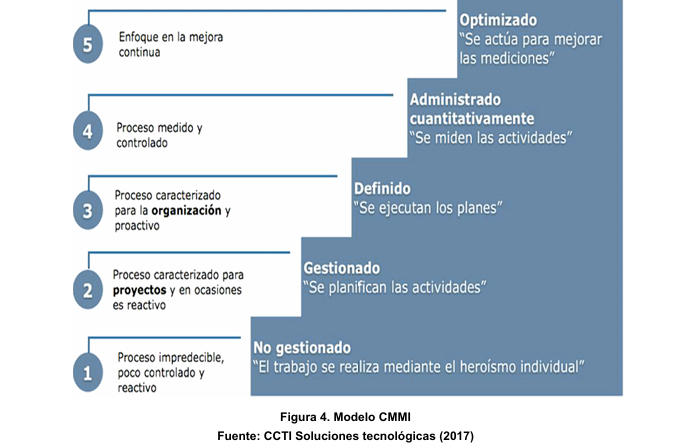 5
Enfoque en la mejora
continua
Optimizado
“Se actúa para mejorar
las mediciones”
4
Proceso medido y
controlado
Administrado
cuantitativamente
“Se miden las actividades”
3
Proceso caracterizado
para la organización y
proactivo
Definido
“Se ejecutan los planes”
2
Proceso caracterizado para
proyectos y en ocasiones
es reactivo
Gestionado
“Se planifican las actividades”
1
Proceso impredecible,
poco controlado y
reactivo
No gestionado
“El trabajo se realiza mediante el heroísmo individual”
Figura 4. Modelo CMMI
Fuente: CCTI Soluciones tecnológicas (2017)